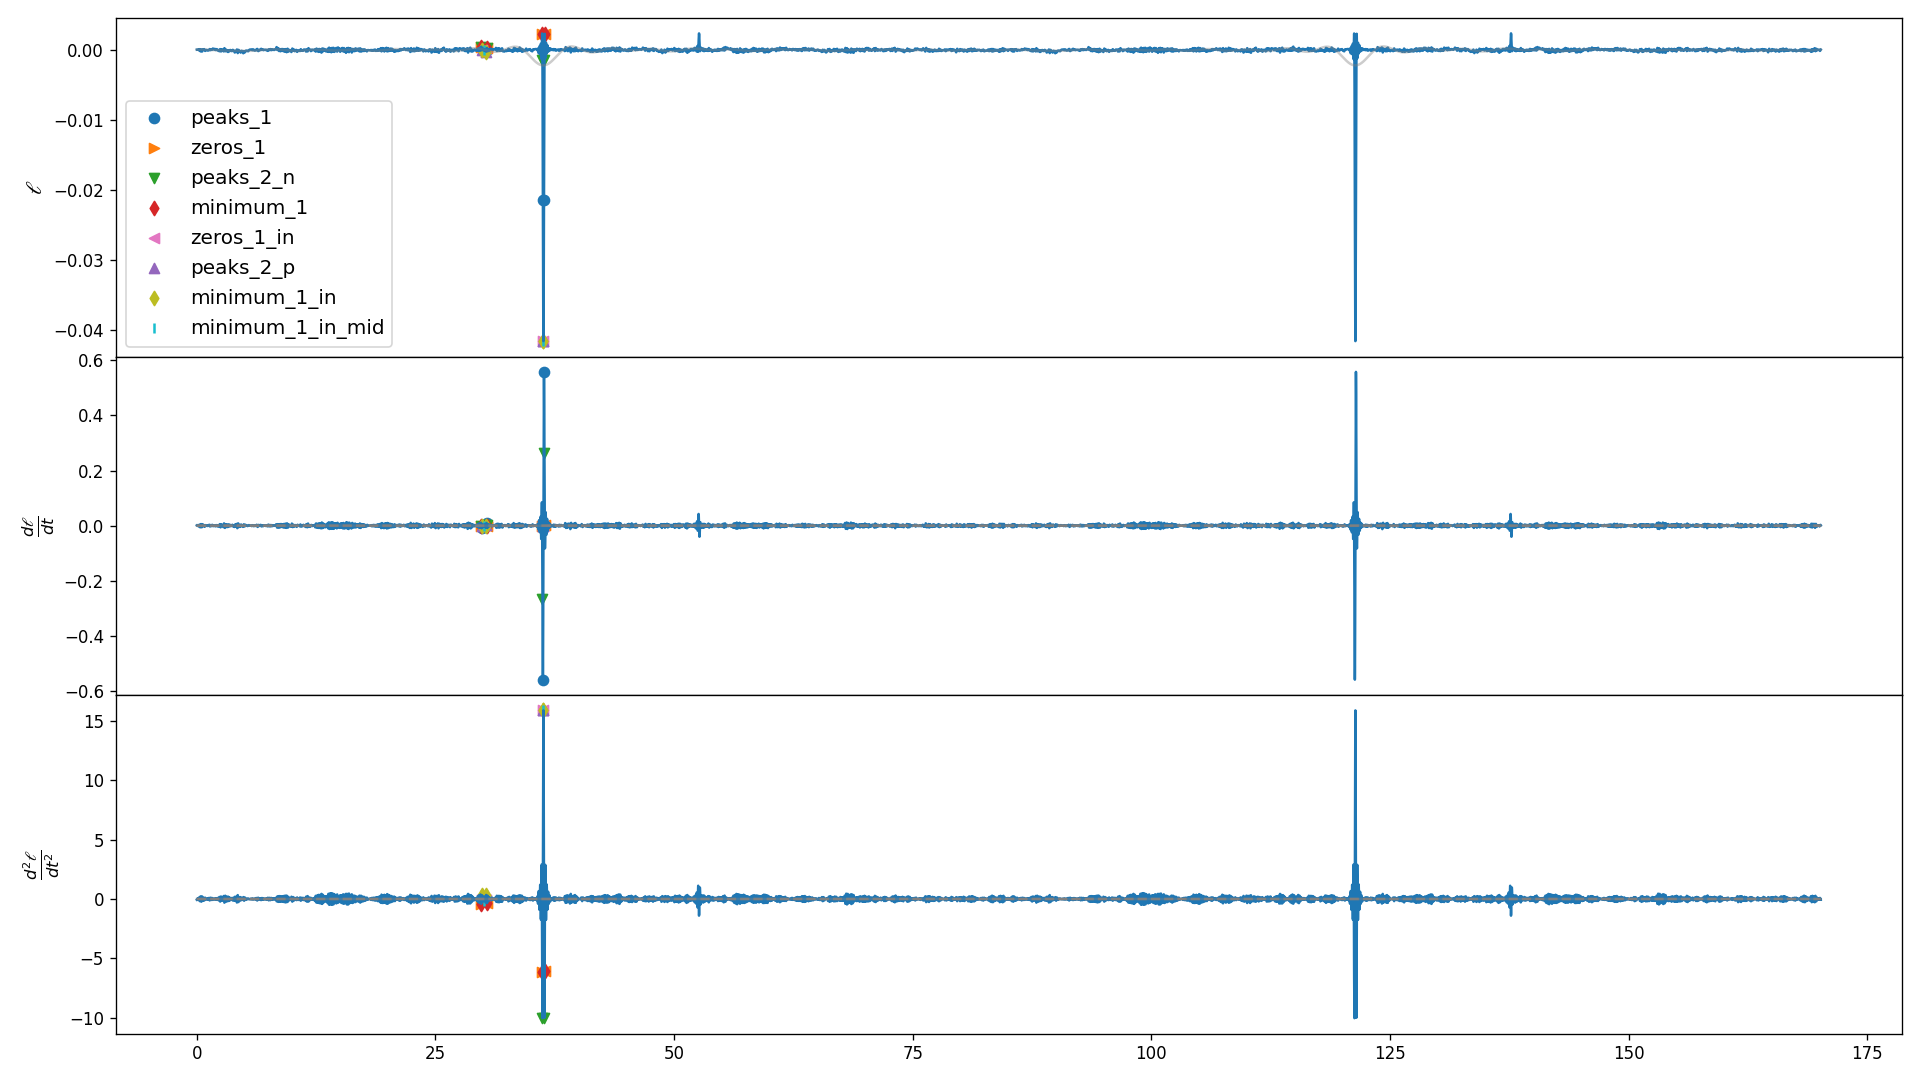 0.00
−0.01
−0.02
−0.03
−0.04
ℓ
peaks_1
zeros_1
peaks_2_n
minimum_1
zeros_1_in
peaks_2_p
minimum_1_in
minimum_1_in_mid
0.6
0.4
0.2
0.0
−0.2
−0.4
−0.6
dℓ
dt
15
10
5
0
−5
−10
d²ℓ
dt²
0 25 50 75 100 125 150 175